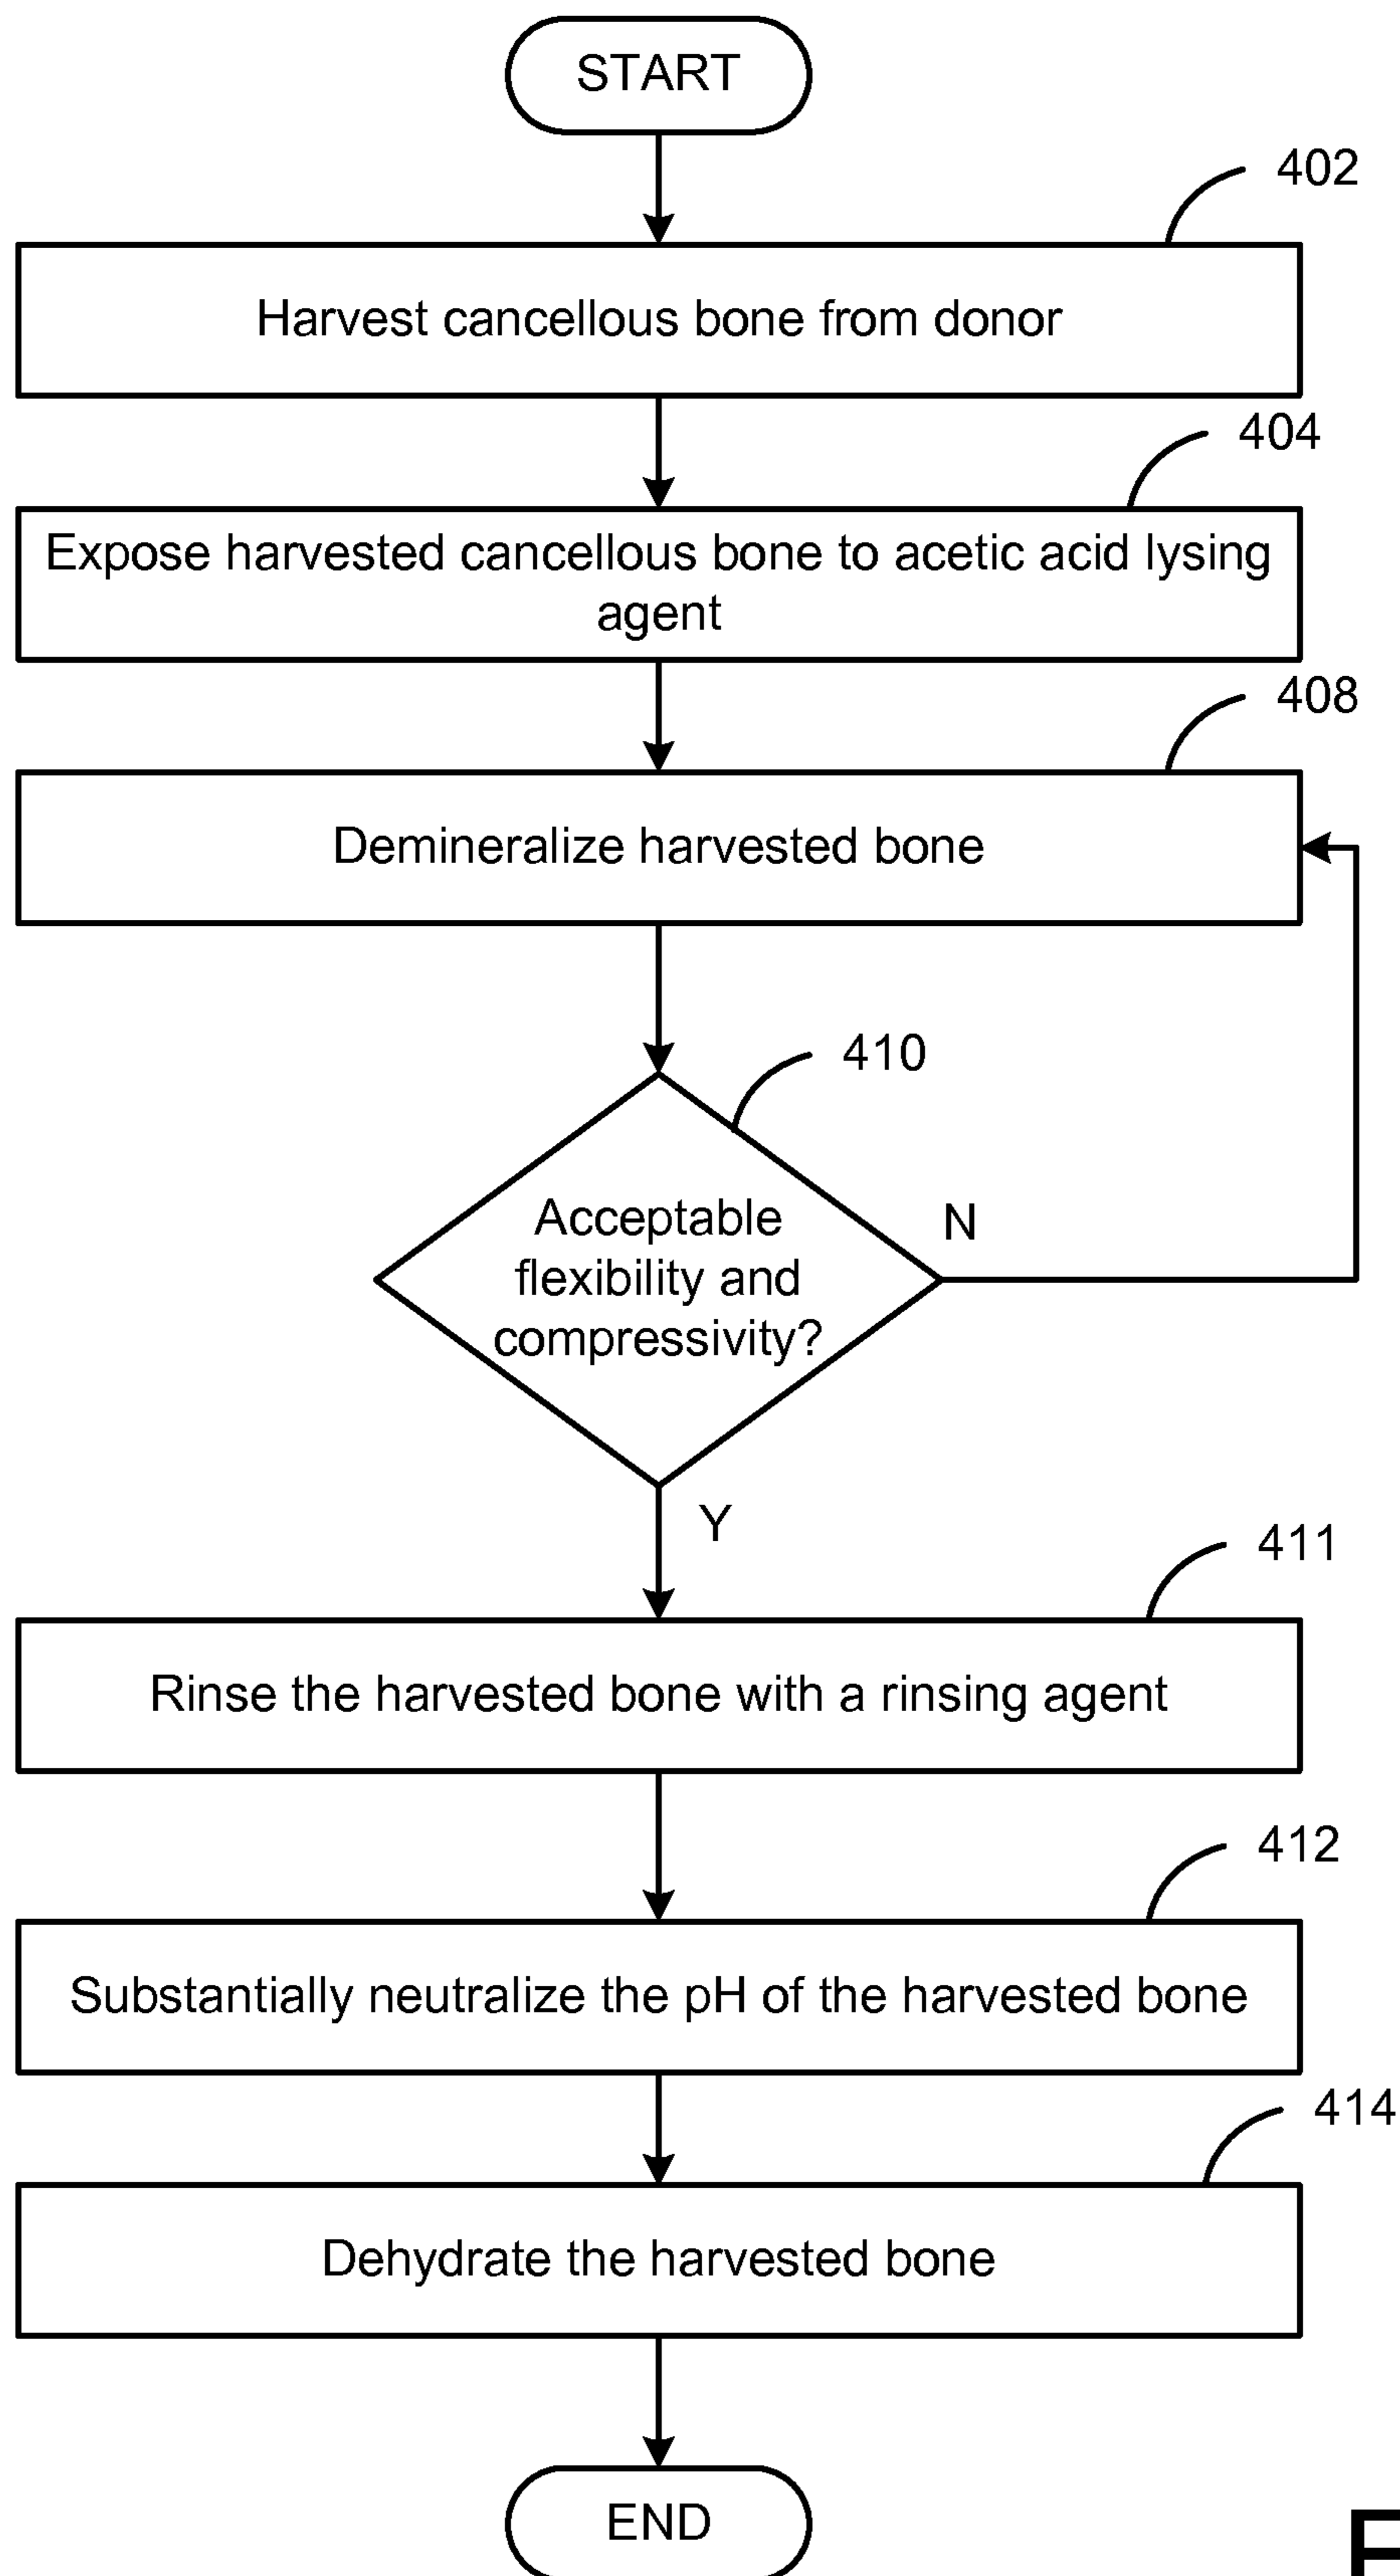 START
402
Harvest cancellous bone from donor
404
Expose harvested cancellous bone to acetic acid lysing
agent
408
Demineralize harvested bone
410
Acceptable
flexibility and
compressivity?
N
Y
411
Rinse the harvested bone with a rinsing agent
412
Substantially neutralize the pH of the harvested bone
414
Dehydrate the harvested bone
END